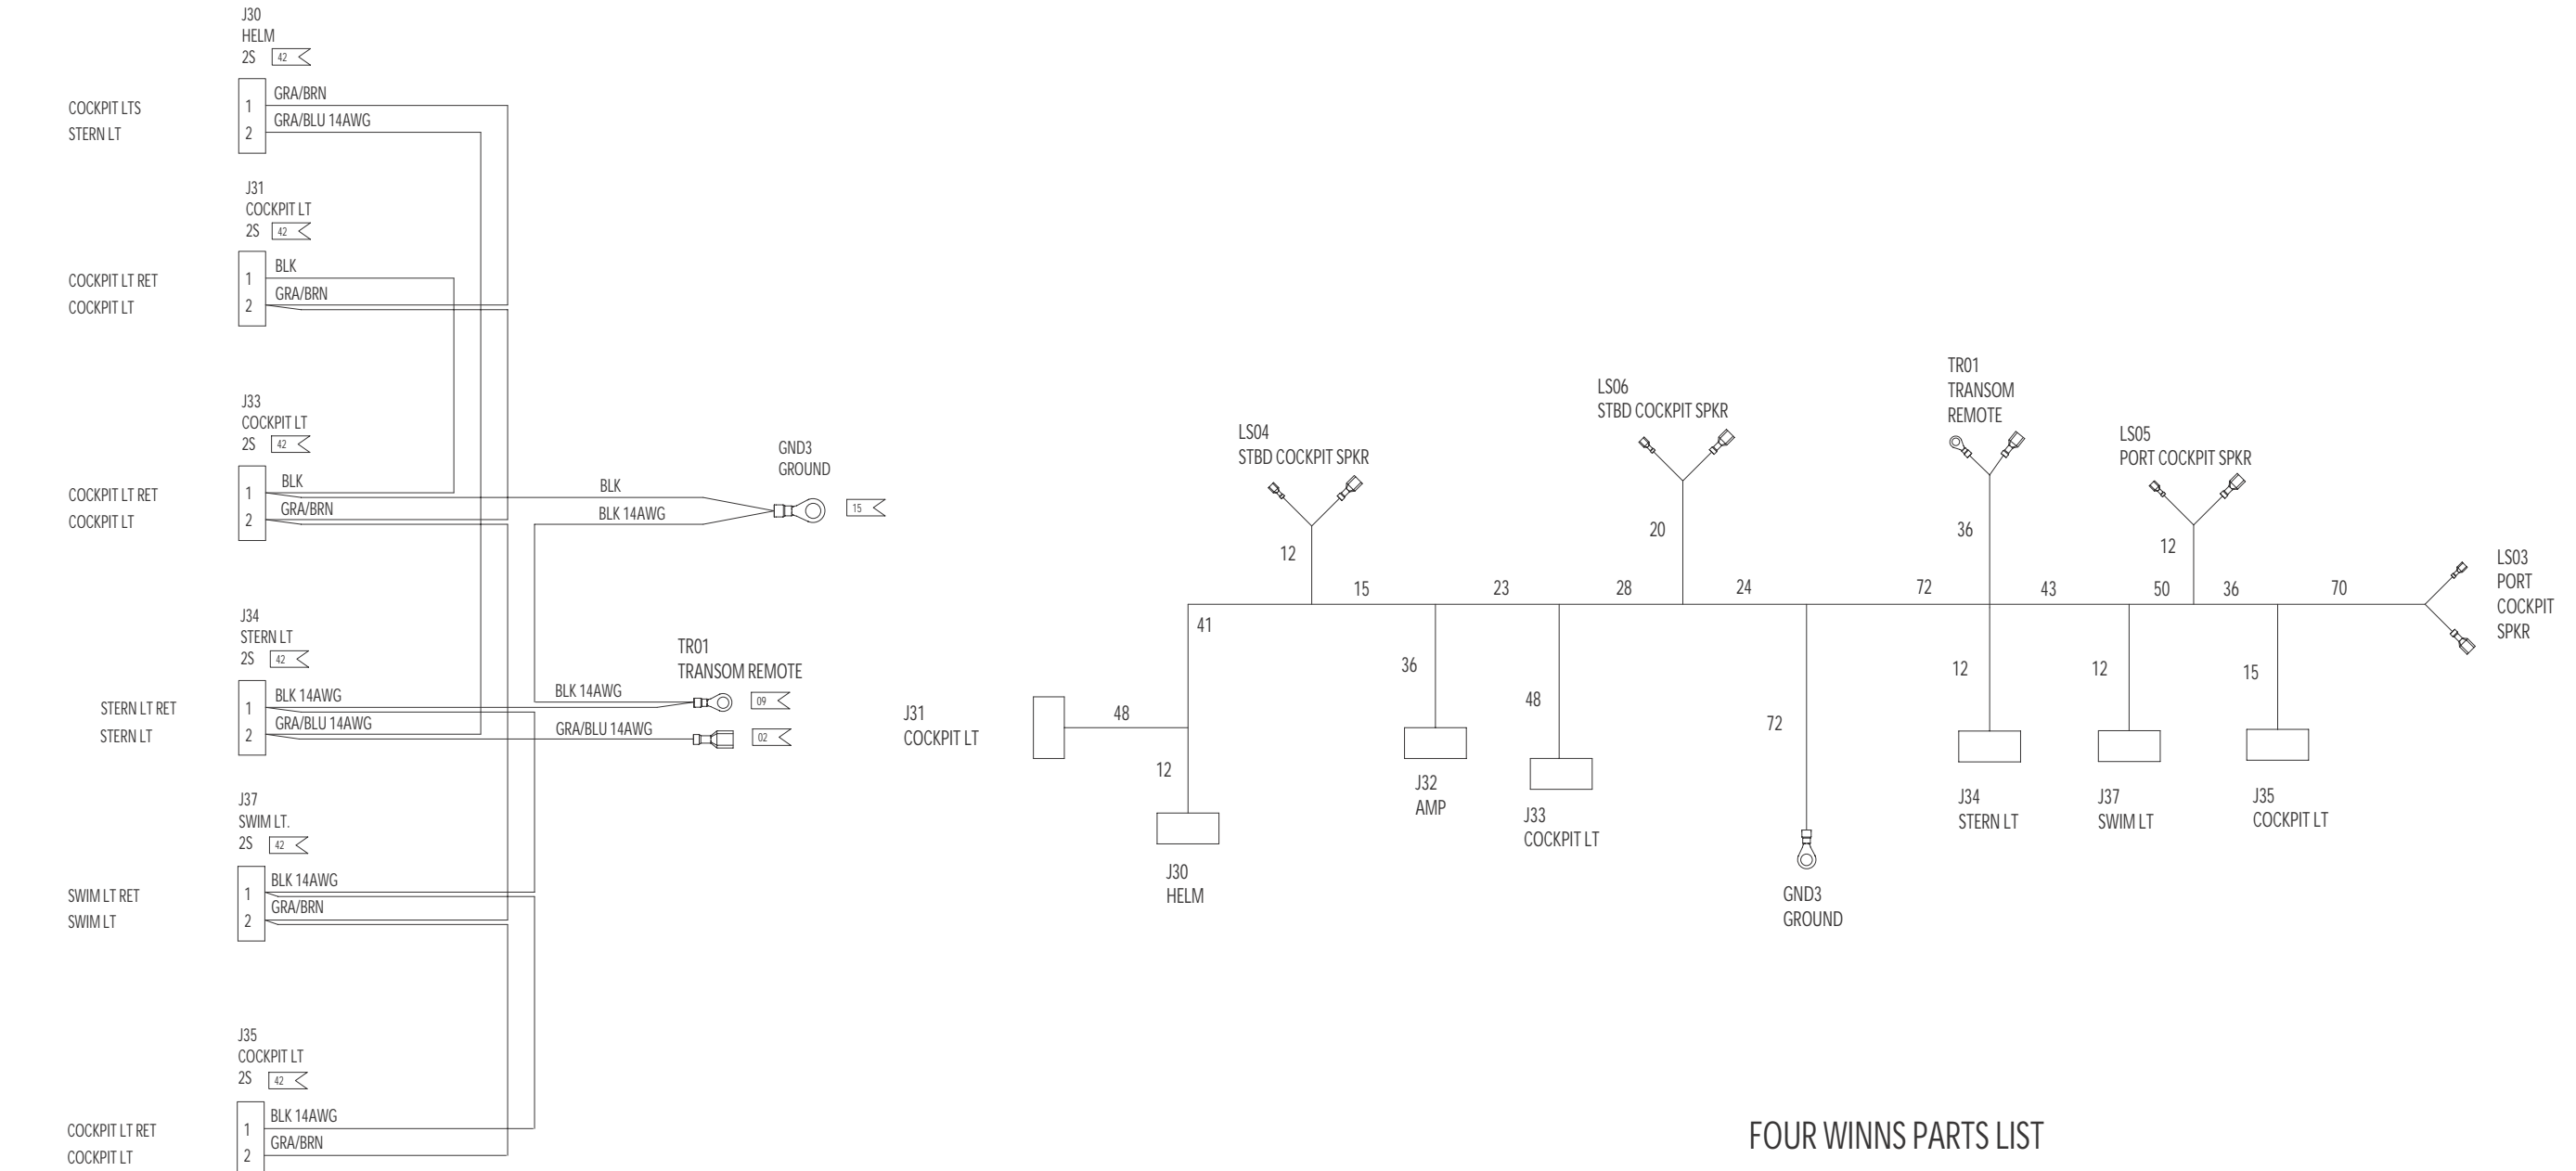 J30
HELM
2S 42
COCKPIT LTS 1 GRA/BRN
STERN LT 2 GRA/BLU 14AWG
J31
COCKPIT LT
2S 42
COCKPIT LT RET 1 BLK
COCKPIT LT 2 GRA/BRN
J33
COCKPIT LT
2S 42
COCKPIT LT RET 1 BLK
COCKPIT LT 2 GRA/BRN
GND3
GROUND
BLK
BLK 14AWG
15
J34
STERN LT
2S 42
STERN LT RET 1 BLK 14AWG
STERN LT 2 GRA/BLU 14AWG
TR01
TRANSOM REMOTE
BLK 14AWG 09
GRA/BLU 14AWG 02
J37
SWIM LT.
2S 42
SWIM LT RET 1 BLK 14AWG
SWIM LT 2 GRA/BRN
J35
COCKPIT LT
2S 42
COCKPIT LT RET 1 BLK 14AWG
COCKPIT LT 2 GRA/BRN
LS04
STBD COCKPIT SPKR
12
LS06
STBD COCKPIT SPKR
20
TR01
TRANSOM
REMOTE
36
LS05
PORT COCKPIT SPKR
12
LS03
PORT
COCKPIT
SPKR
15 23 28 24 72 43 50 36 70
41
36
48
72
12
12
15
J31
COCKPIT LT
48
12
J30
HELM
J32
AMP
J33
COCKPIT LT
GND3
GROUND
J34
STERN LT
J37
SWIM LT
J35
COCKPIT LT
FOUR WINNS PARTS LIST